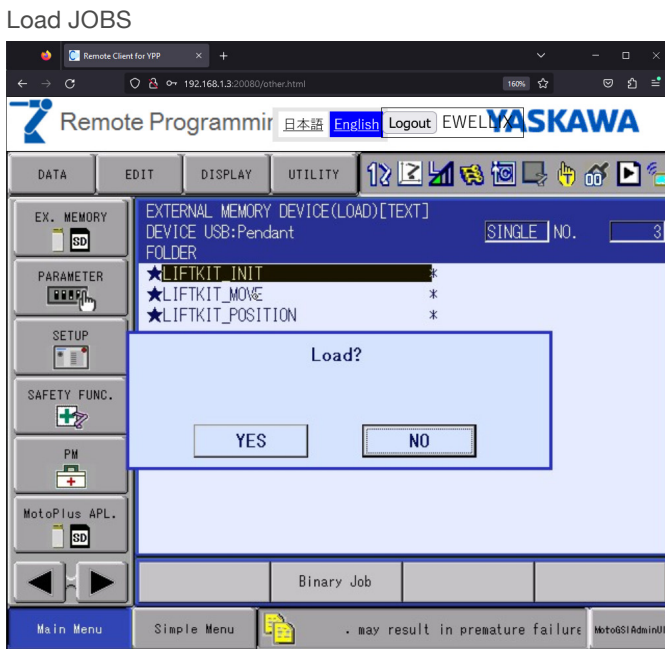 Load JOBS
Remote Client for YPP
192.168.1.3:20080/other.html
160%
Remote Programmin
日本語 English Logout EWELLIX
YASKAWA
DATA EDIT DISPLAY UTILITY
EX. MEMORY
SD
PARAMETER
SETUP
SAFETY FUNC.
PM
MotoPlus APL.
SD
EXTERNAL MEMORY DEVICE(LOAD)[TEXT]
DEVICE USB:Pendant SINGLE NO. 3
FOLDER
★LIFTKIT_INIT *
★LIFTKIT_MOVE *
★LIFTKIT_POSITION *
Load?
YES NO
Binary Job
Main Menu Simple Menu . may result in premature failure MotoGSIAdminUI